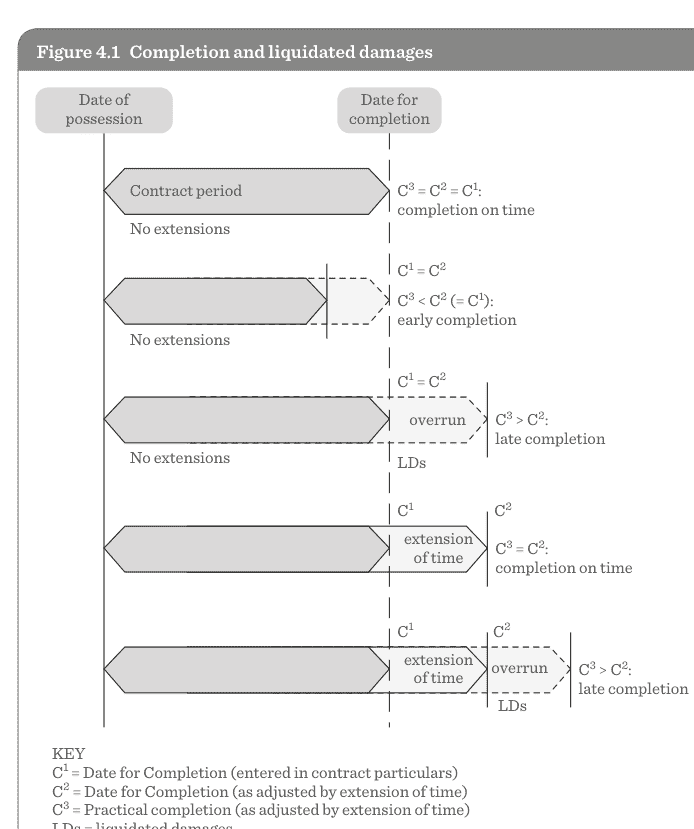 Figure 4.1 Completion and liquidated damages
Date of
possession
Date for
completion
Contract period
C³ = C² = C¹:
completion on time
No extensions
C¹ = C²
C³ < C² (= C¹):
early completion
No extensions
C¹ = C²
overrun
C³ > C²:
late completion
No extensions
LDs
C¹
C²
extension
of time
C³ = C²:
completion on time
C¹
C²
extension
of time
overrun
C³ > C²:
late completion
LDs
KEY
C¹ = Date for Completion (entered in contract particulars)
C² = Date for Completion (as adjusted by extension of time)
C³ = Practical completion (as adjusted by extension of time)
LDs = liquidated damages